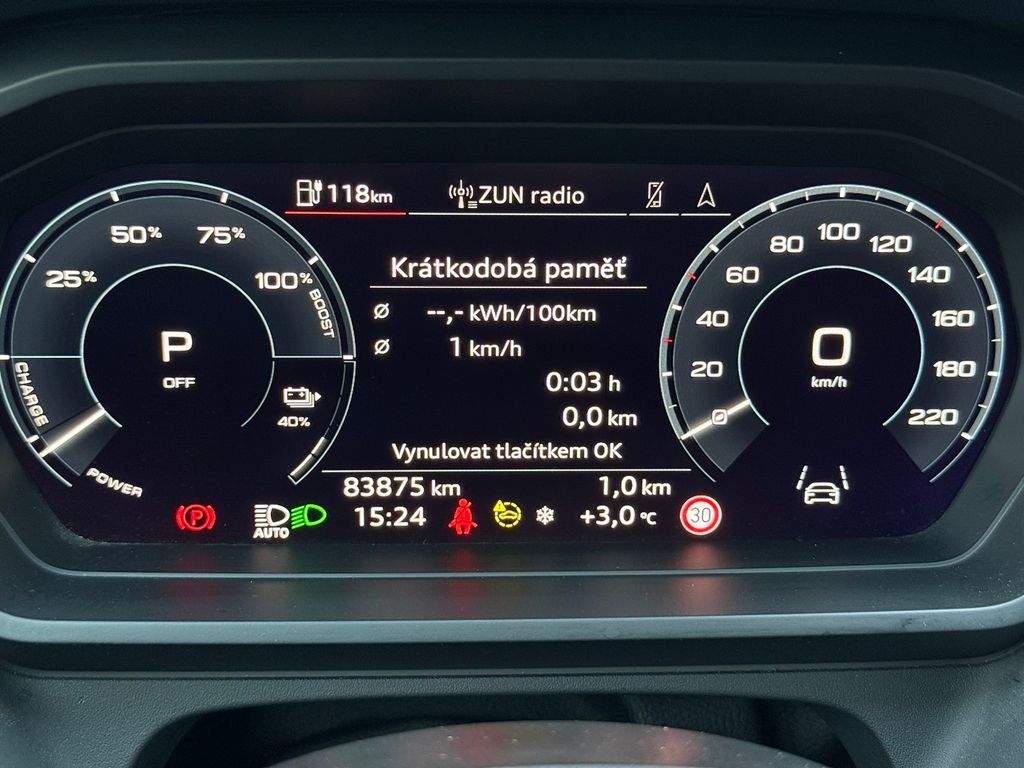 118km ZUN radio
50% 75%
25% 100%
BOOST
P
OFF
CHARGE
40%
POWER
Krátkodobá paměť
Ø --,- kWh/100km
Ø 1 km/h
0:03 h
0,0 km
Vynulovat tlačítkem OK
83875 km 1,0 km
P AUTO 15:24 +3,0 °C 30
80 100 120
60 140
40 160
20 180
0 220
0
km/h